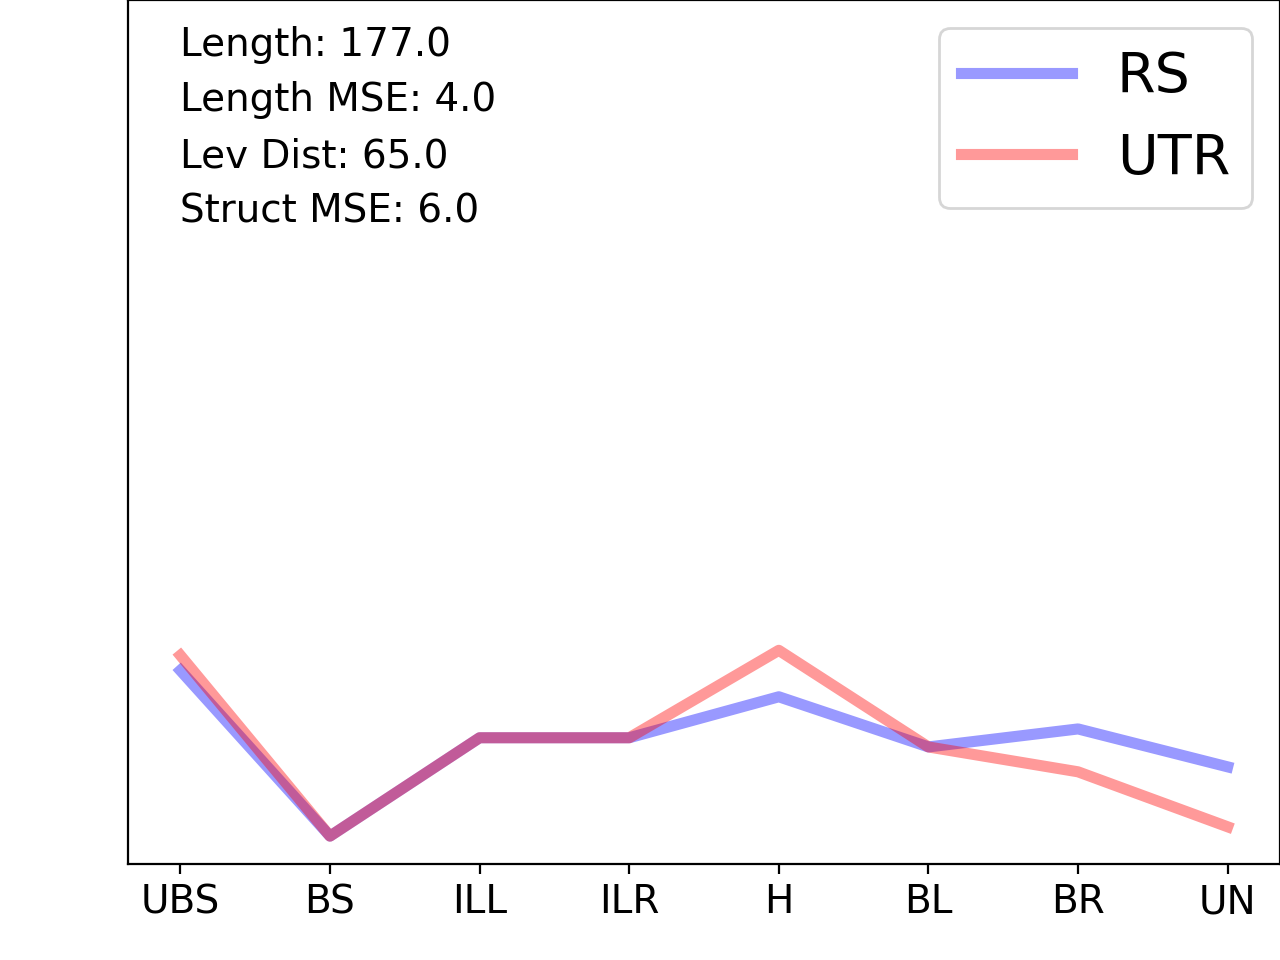 Length: 177.0
Length MSE: 4.0
Lev Dist: 65.0
Struct MSE: 6.0
RS
UTR
UBS BS ILL ILR H BL BR UN